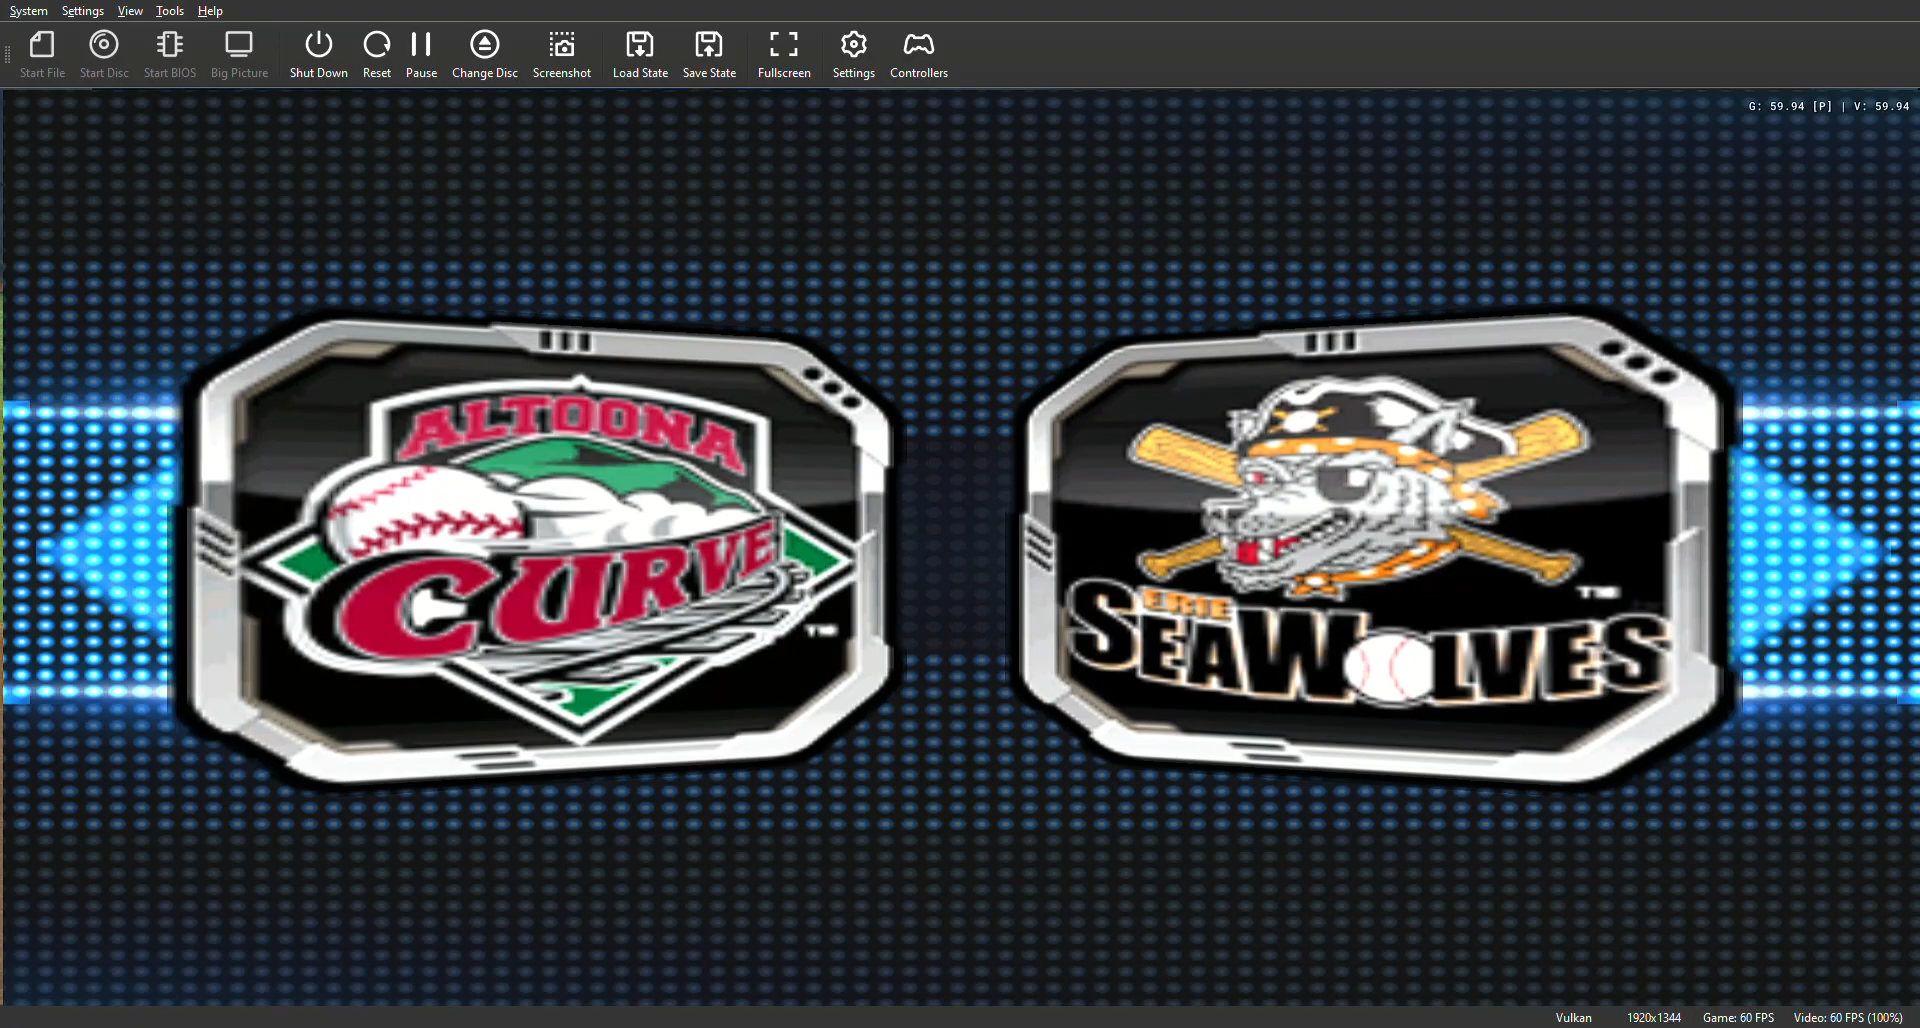 System Settings View Tools Help
Start File Start Disc Start BIOS Big Picture Shut Down Reset Pause Change Disc Screenshot Load State Save State Fullscreen Settings Controllers
G: 59.94 [P] | V: 59.94
ALTOONA
CURVE
TM
TM
ERIE
SEAWOLVES
Vulkan 1920x1344 Game: 60 FPS Video: 60 FPS (100%)